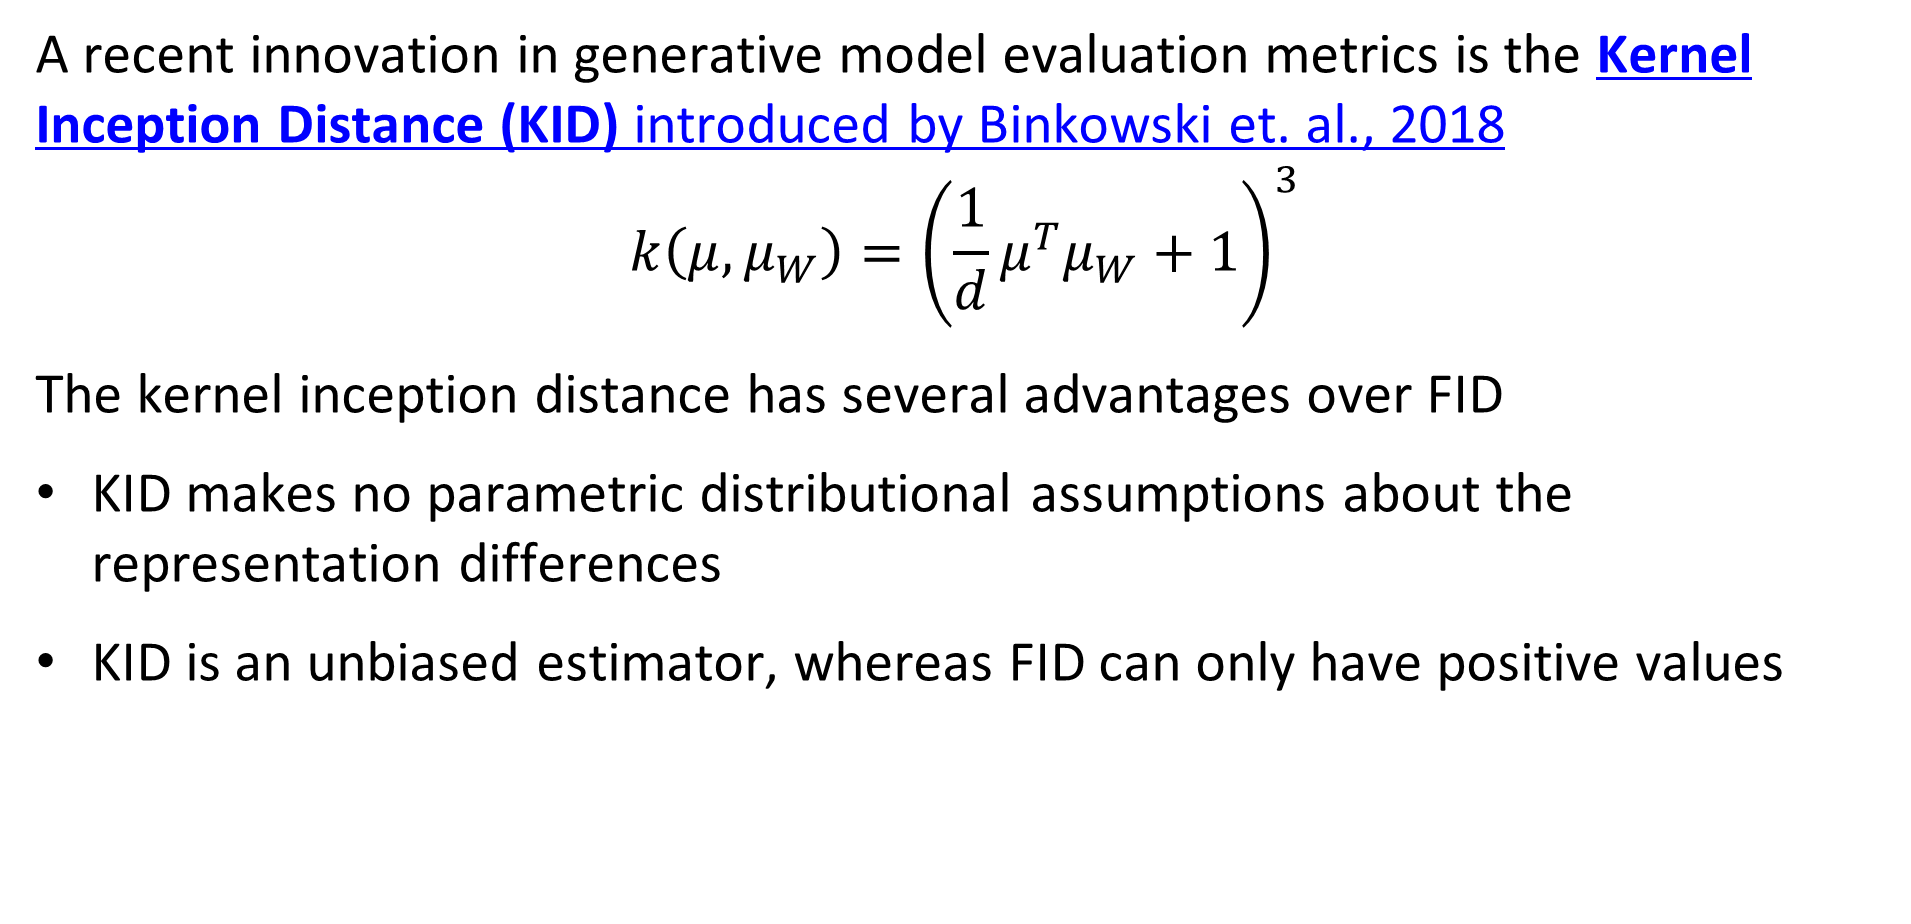 A recent innovation in generative model evaluation metrics is the Kernel
Inception Distance (KID) introduced by Binkowski et. al., 2018
k(μ, μ_W) = (1/d μ^T μ_W + 1)^3
The kernel inception distance has several advantages over FID
• KID makes no parametric distributional assumptions about the
representation differences
• KID is an unbiased estimator, whereas FID can only have positive values